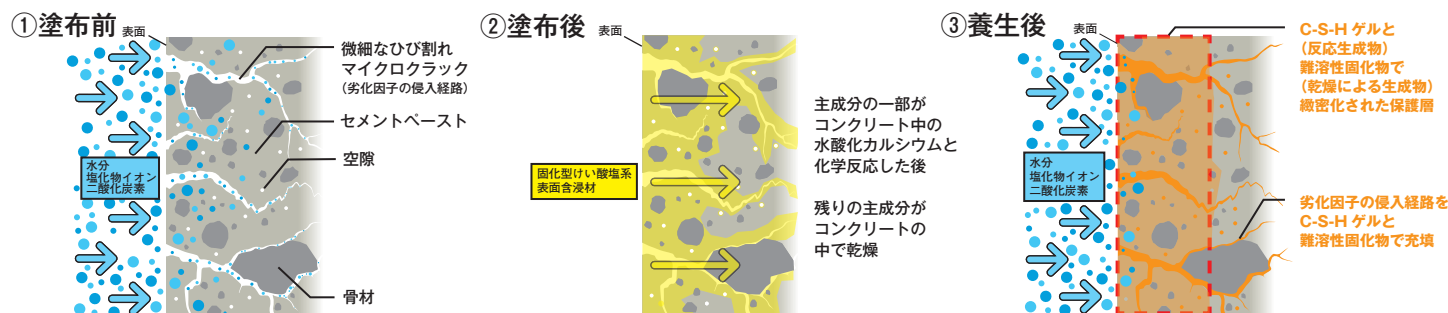 ①塗布前
表面
微細なひび割れ
マイクロクラック
(劣化因子の侵入経路)
セメントペースト
空隙
水分
塩化物イオン
二酸化炭素
骨材
②塗布後
表面
固化型けい酸塩系
表面含浸材
主成分の一部が
コンクリート中の
水酸化カルシウムと
化学反応した後
残りの主成分が
コンクリートの
中で乾燥
③養生後
表面
水分
塩化物イオン
二酸化炭素
C-S-H ゲルと
(反応生成物)
難溶性固化物で
(乾燥による生成物)
緻密化された保護層
劣化因子の侵入経路を
C-S-H ゲルと
難溶性固化物で充填